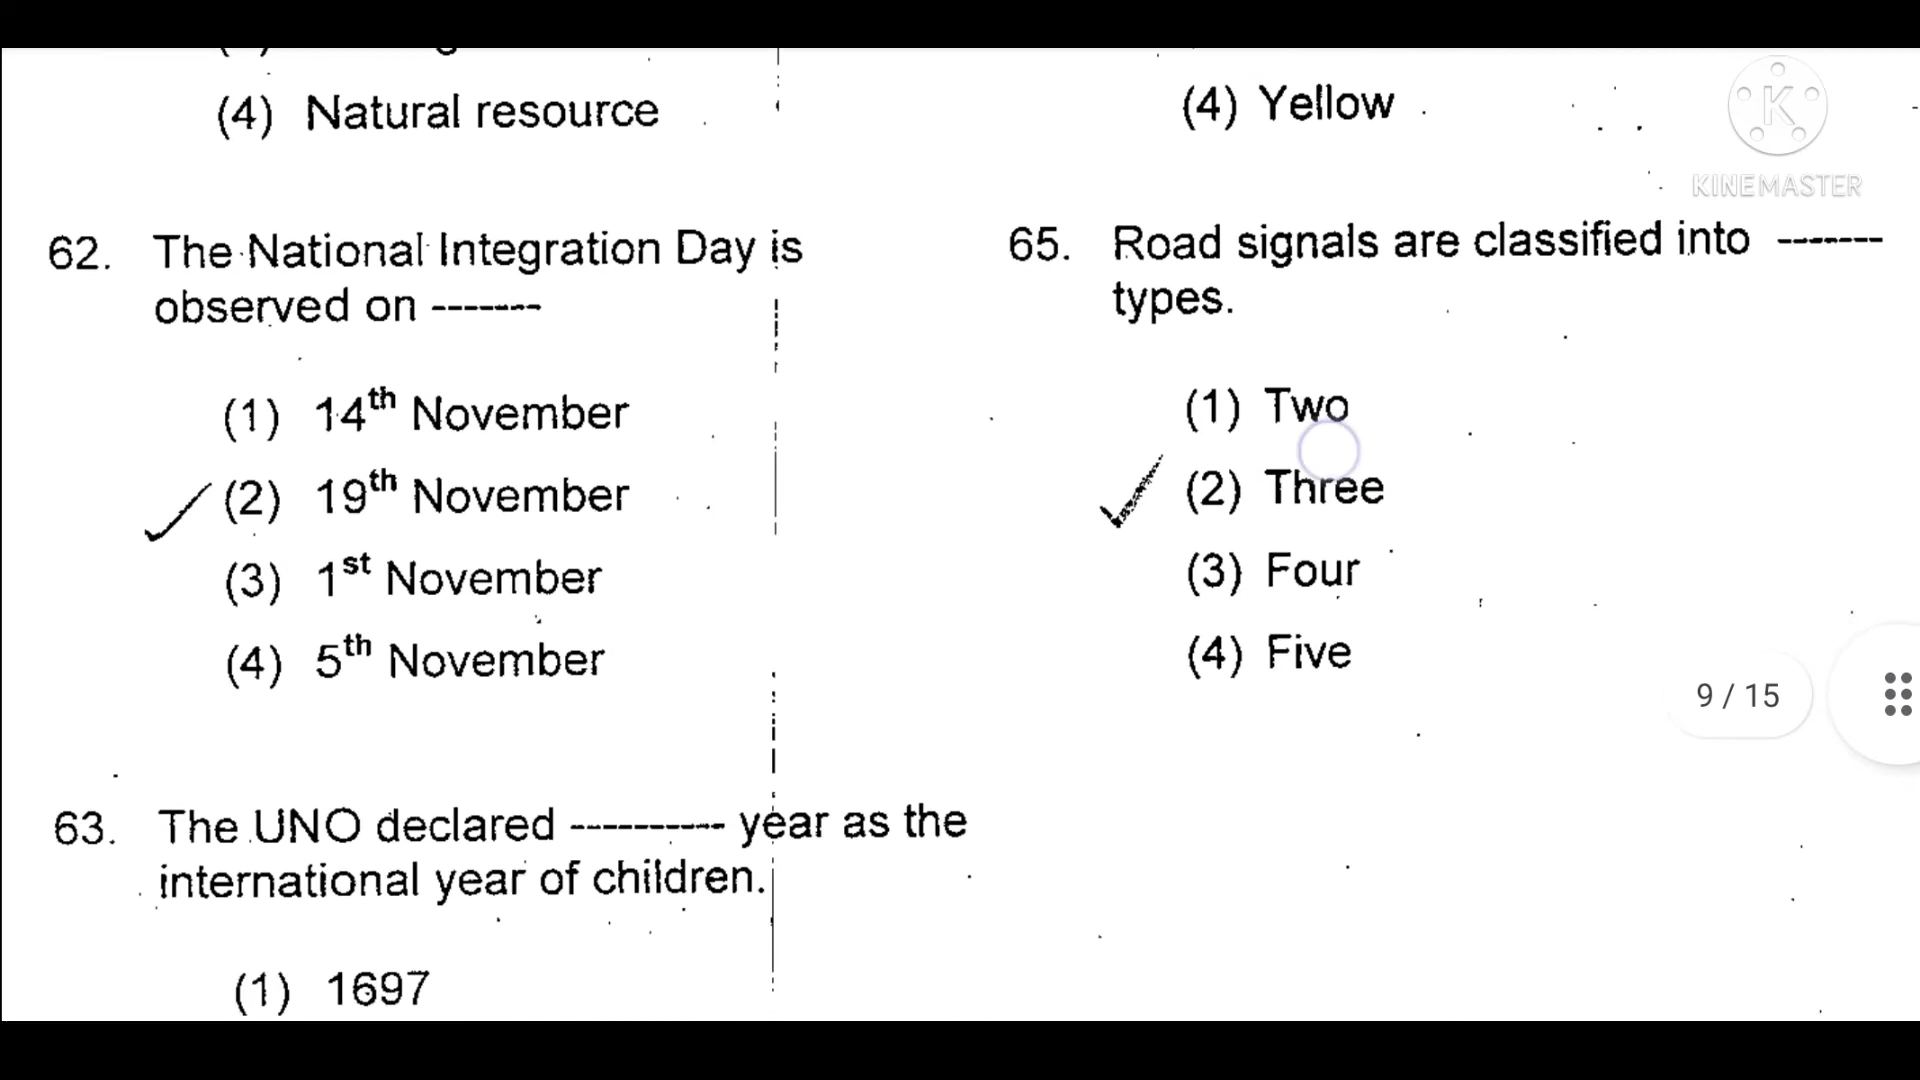 (4) Natural resource
62. The National Integration Day is
observed on -------
(1) 14th November
(2) 19th November
(3) 1st November
(4) 5th November
63. The UNO declared ---------- year as the
international year of children.
(1) 1697
(4) Yellow
65. Road signals are classified into -------
types.
(1) Two
(2) Three
(3) Four
(4) Five
K
KINEMASTER
9 / 15